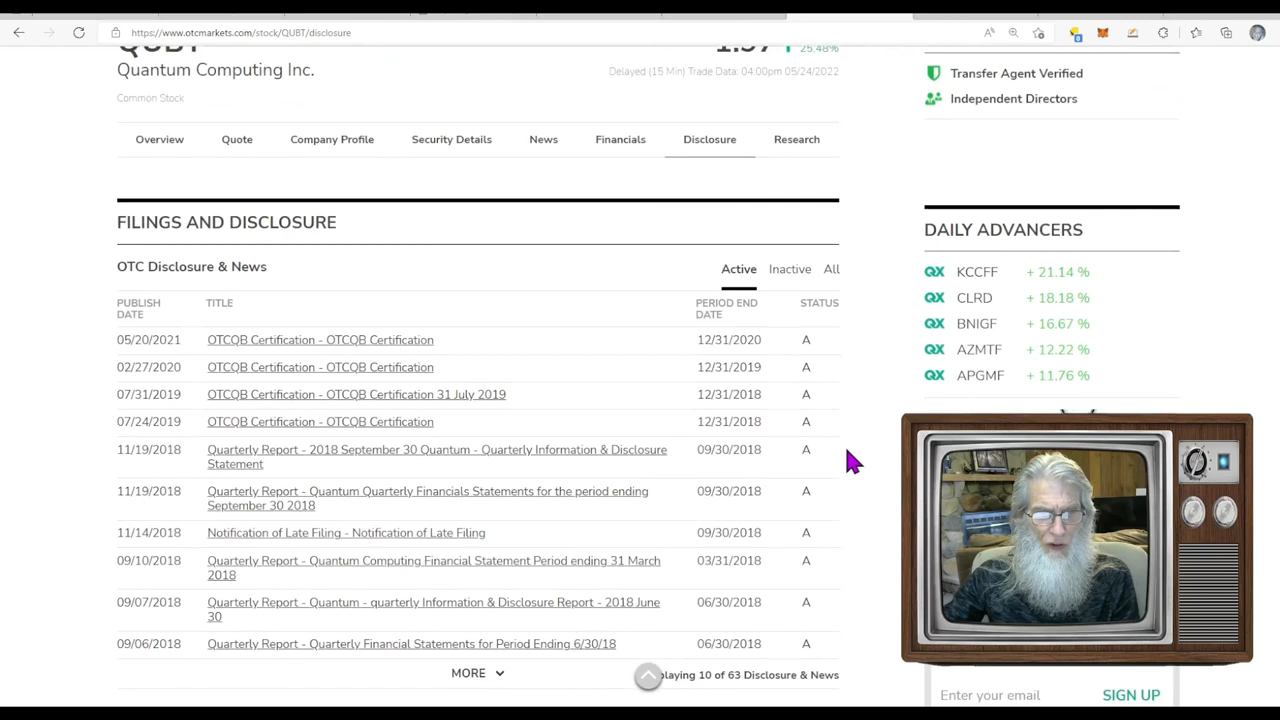 https://www.otcmarkets.com/stock/QUBT/disclosure
QUBT
1.57 25.48%
Quantum Computing Inc.
Delayed (15 Min) Trade Data: 04:00pm 05/24/2022
Common Stock
Overview Quote Company Profile Security Details News Financials Disclosure Research
FILINGS AND DISCLOSURE
OTC Disclosure & News
Active Inactive All
PUBLISH DATE TITLE PERIOD END DATE STATUS
05/20/2021 OTCQB Certification - OTCQB Certification 12/31/2020 A
02/27/2020 OTCQB Certification - OTCQB Certification 12/31/2019 A
07/31/2019 OTCQB Certification - OTCQB Certification 31 July 2019 12/31/2018 A
07/24/2019 OTCQB Certification - OTCQB Certification 12/31/2018 A
11/19/2018 Quarterly Report - 2018 September 30 Quantum - Quarterly Information & Disclosure 09/30/2018 A
Statement
11/19/2018 Quarterly Report - Quantum Quarterly Financials Statements for the period ending 09/30/2018 A
September 30 2018
11/14/2018 Notification of Late Filing - Notification of Late Filing 09/30/2018 A
09/10/2018 Quarterly Report - Quantum Computing Financial Statement Period ending 31 March 03/31/2018 A
2018
09/07/2018 Quarterly Report - Quantum - quarterly Information & Disclosure Report - 2018 June 06/30/2018 A
30
09/06/2018 Quarterly Report - Quarterly Financial Statements for Period Ending 6/30/18 06/30/2018 A
MORE
playing 10 of 63 Disclosure & News
Transfer Agent Verified
Independent Directors
DAILY ADVANCERS
QX KCCFF + 21.14 %
QX CLRD + 18.18 %
QX BNIGF + 16.67 %
QX AZMTF + 12.22 %
QX APGMF + 11.76 %
Enter your email SIGN UP